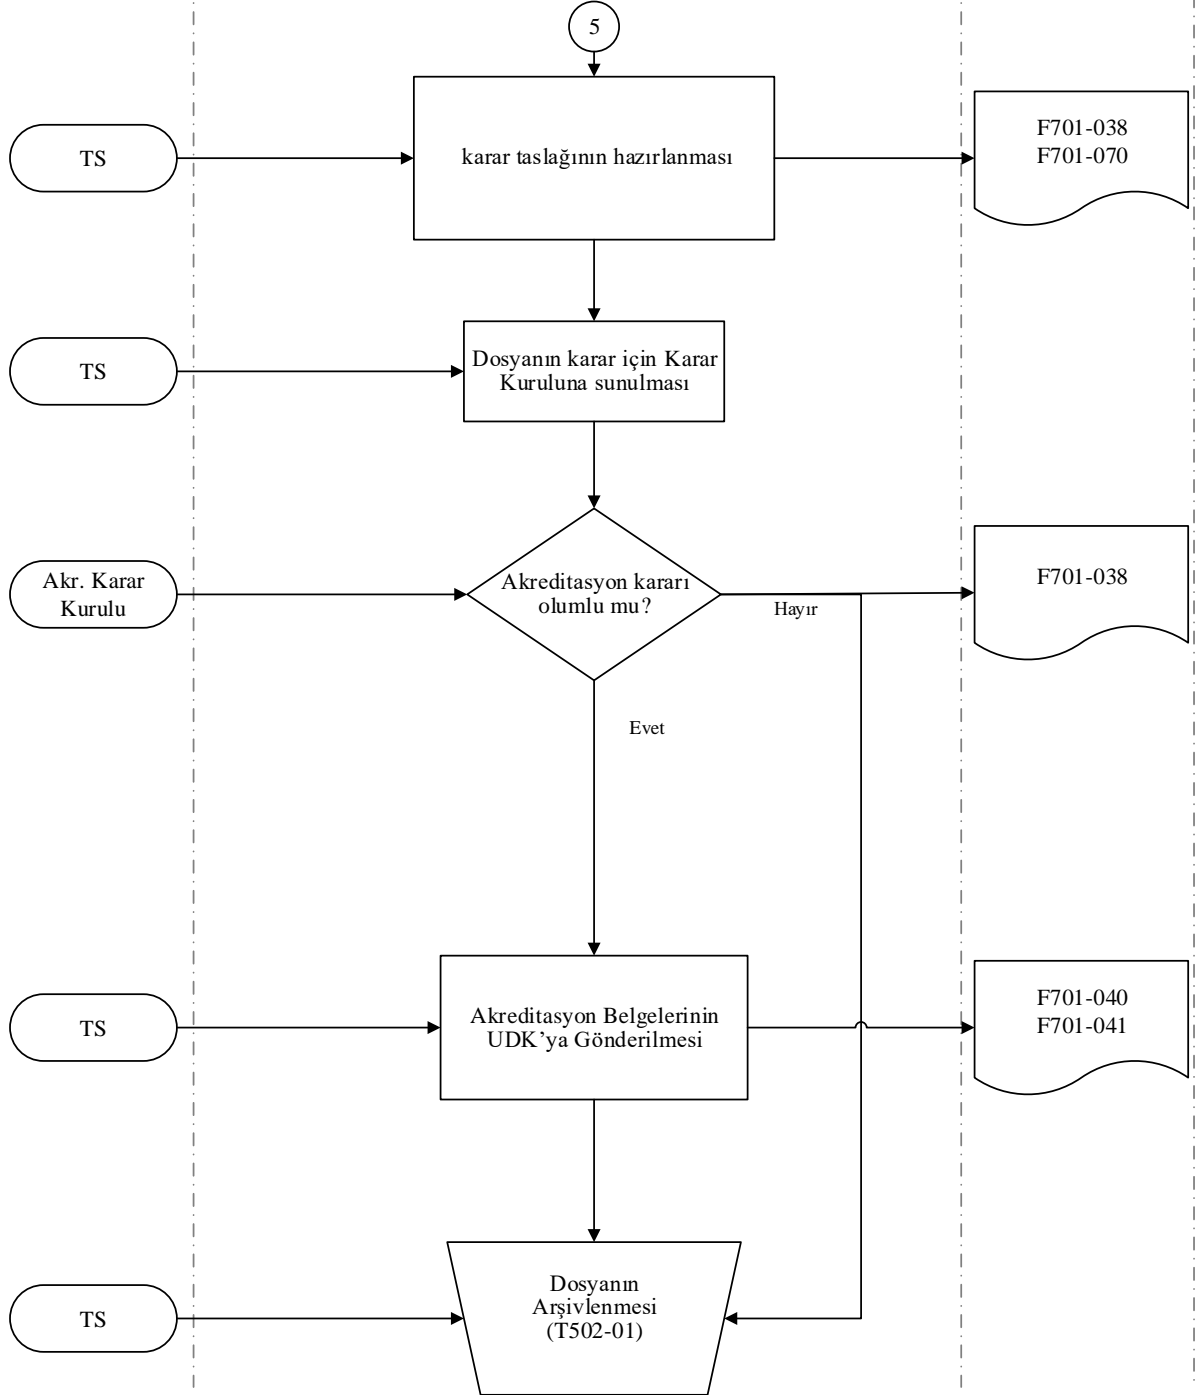 5
TS
karar taslağının hazırlanması
F701-038
F701-070
TS
Dosyanın karar için Karar
Kuruluna sunulması
Akr. Karar
Kurulu
Akreditasyon kararı
olumlu mu?
Hayır
F701-038
Evet
TS
Akreditasyon Belgelerinin
UDK’ya Gönderilmesi
F701-040
F701-041
TS
Dosyanın
Arşivlenmesi
(T502-01)